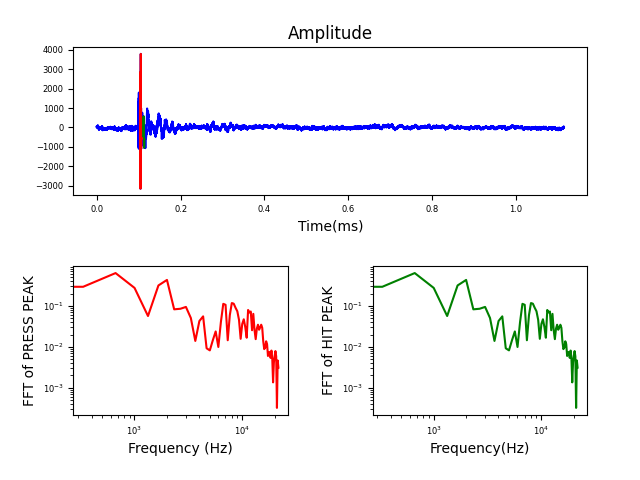 Amplitude
4000
3000
2000
1000
0
−1000
−2000
−3000
0.0 0.2 0.4 0.6 0.8 1.0
Time(ms)
FFT of PRESS PEAK
10⁻¹
10⁻²
10⁻³
10³ 10⁴
Frequency (Hz)
FFT of HIT PEAK
10⁻¹
10⁻²
10⁻³
10³ 10⁴
Frequency(Hz)